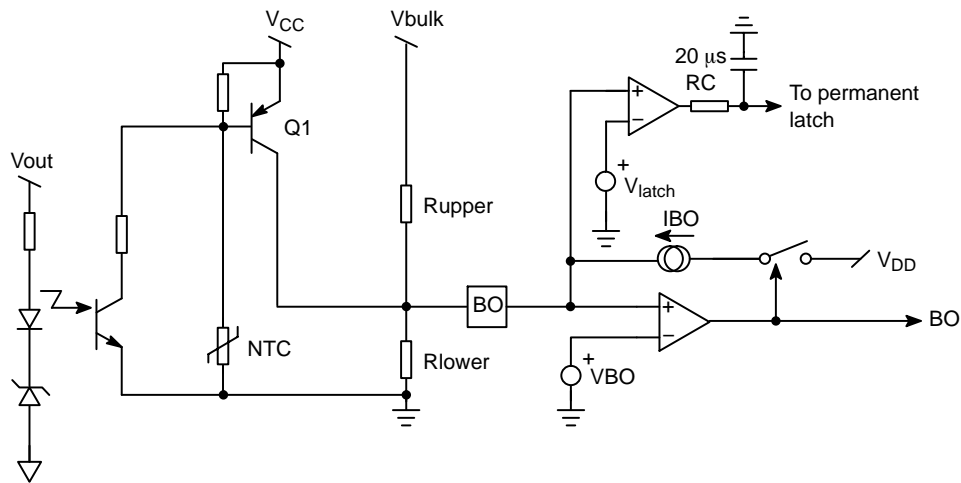 VCC
Vbulk
20 μs
RC
To permanent
latch
Q1
Vout
+
−
+
Vlatch
Rupper
IBO
VDD
BO
+
−
BO
NTC
Rlower
+
VBO